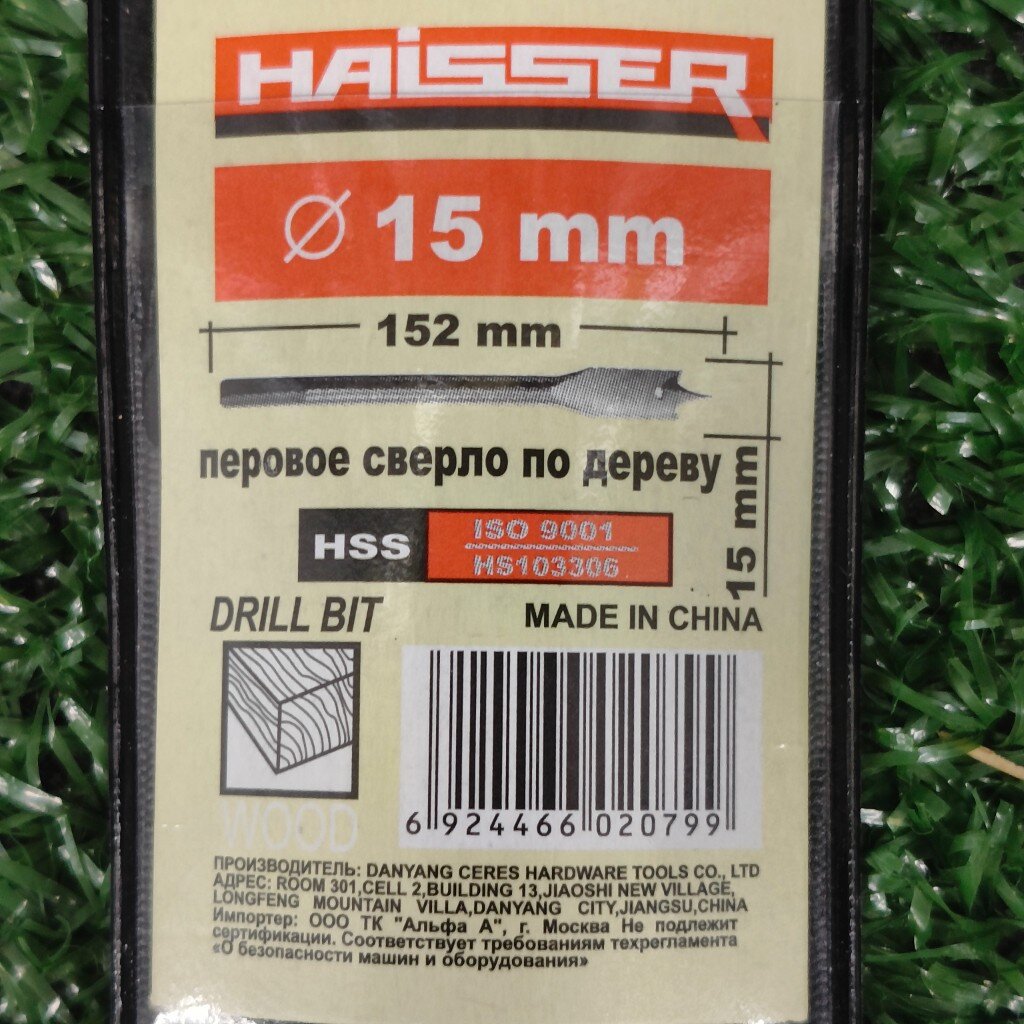 HAiSSER
Ø 15 mm
152 mm
перовое сверло по дереву
15 mm
HSS
ISO 9001
HS103306
DRILL BIT
MADE IN CHINA
WOOD
6 924466 020799
ПРОИЗВОДИТЕЛЬ: DANYANG CERES HARDWARE TOOLS CO., LTD
АДРЕС: ROOM 301,CELL 2,BUILDING 13,JIAOSHI NEW VILLAGE,
LONGFENG MOUNTAIN VILLA,DANYANG CITY,JIANGSU,CHINA
Импортер: ООО ТК "Альфа А", г. Москва Не подлежит
сертификации. Соответствует требованиям техрегламента
«О безопасности машин и оборудования»